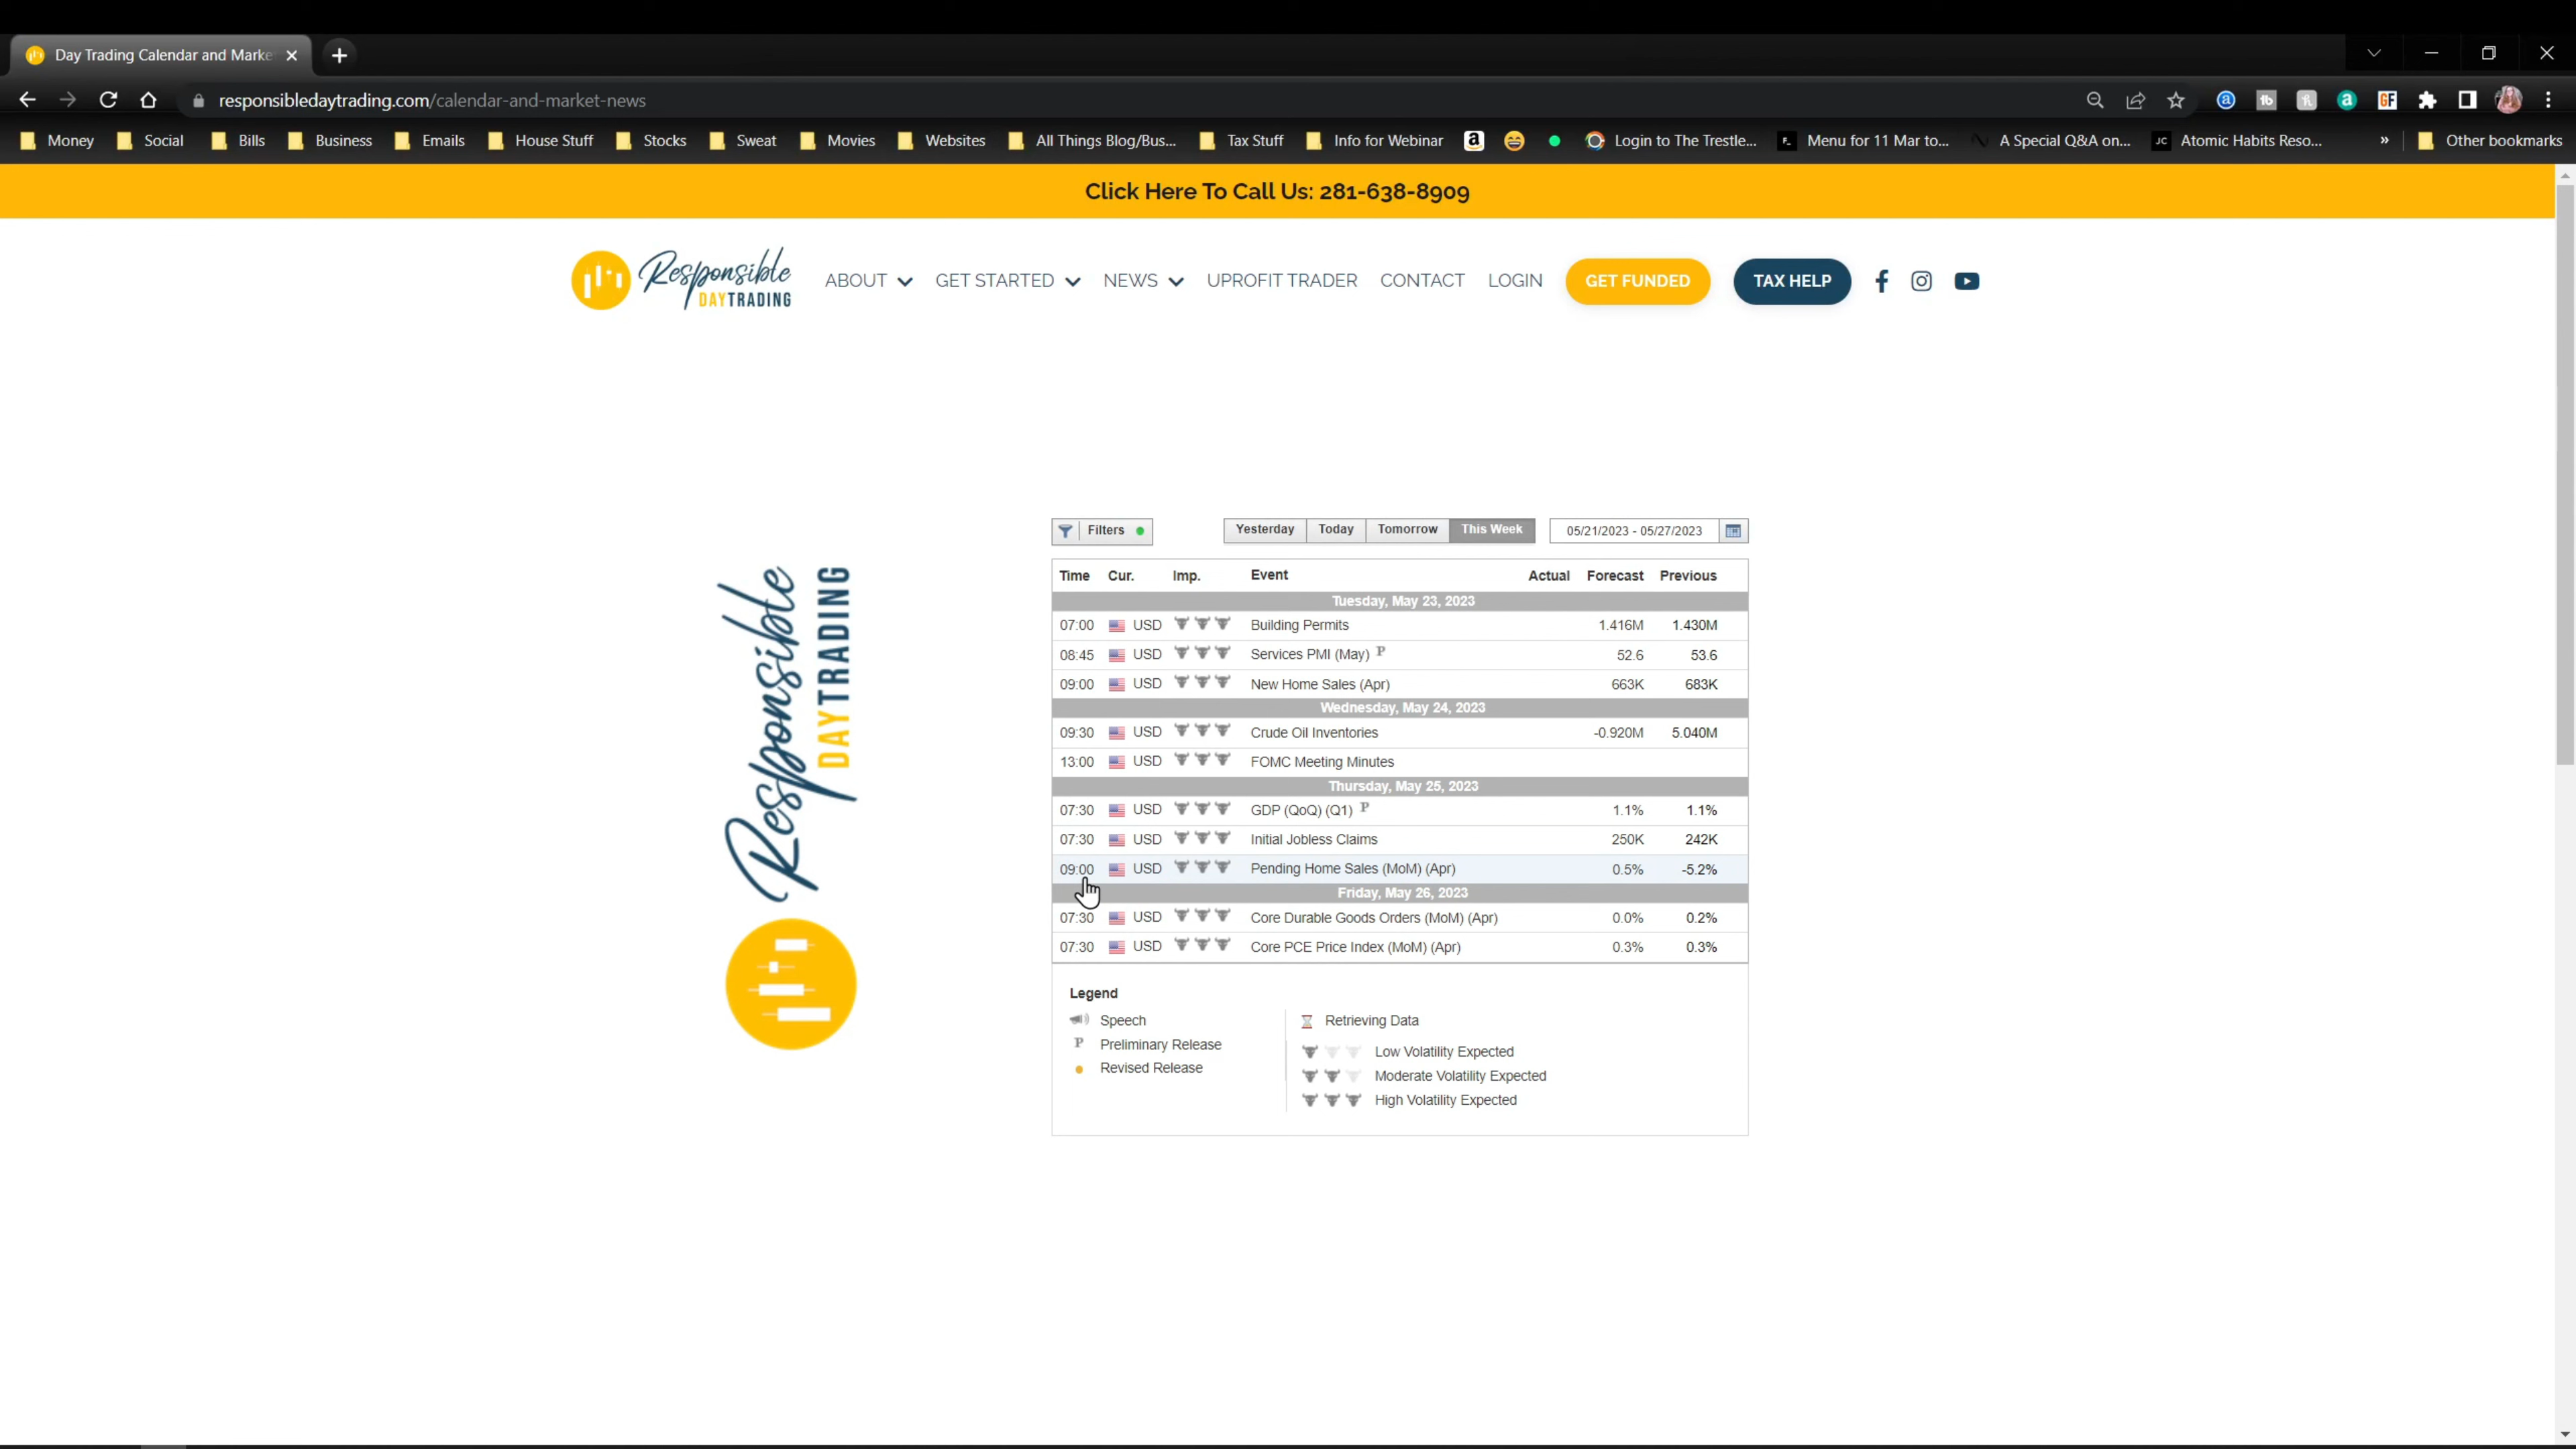 Day Trading Calendar and Marke
responsibledaytrading.com/calendar-and-market-news
Money Social Bills Business Emails House Stuff Stocks Sweat Movies Websites All Things Blog/Bus... Tax Stuff Info for Webinar Login to The Trestle... Menu for 11 Mar to... A Special Q&A on... JC Atomic Habits Reso... » Other bookmarks
Click Here To Call Us: 281-638-8909
Responsible
DAYTRADING
ABOUT GET STARTED NEWS UPROFIT TRADER CONTACT LOGIN GET FUNDED TAX HELP
Responsible
DAYTRADING
Filters Yesterday Today Tomorrow This Week 05/21/2023 - 05/27/2023
Time Cur. Imp. Event Actual Forecast Previous
Tuesday, May 23, 2023
07:00 USD Building Permits 1.416M 1.430M
08:45 USD Services PMI (May) P 52.6 53.6
09:00 USD New Home Sales (Apr) 663K 683K
Wednesday, May 24, 2023
09:30 USD Crude Oil Inventories -0.920M 5.040M
13:00 USD FOMC Meeting Minutes
Thursday, May 25, 2023
07:30 USD GDP (QoQ) (Q1) P 1.1% 1.1%
07:30 USD Initial Jobless Claims 250K 242K
09:00 USD Pending Home Sales (MoM) (Apr) 0.5% -5.2%
Friday, May 26, 2023
07:30 USD Core Durable Goods Orders (MoM) (Apr) 0.0% 0.2%
07:30 USD Core PCE Price Index (MoM) (Apr) 0.3% 0.3%
Legend
Speech
P Preliminary Release
Revised Release
Retrieving Data
Low Volatility Expected
Moderate Volatility Expected
High Volatility Expected